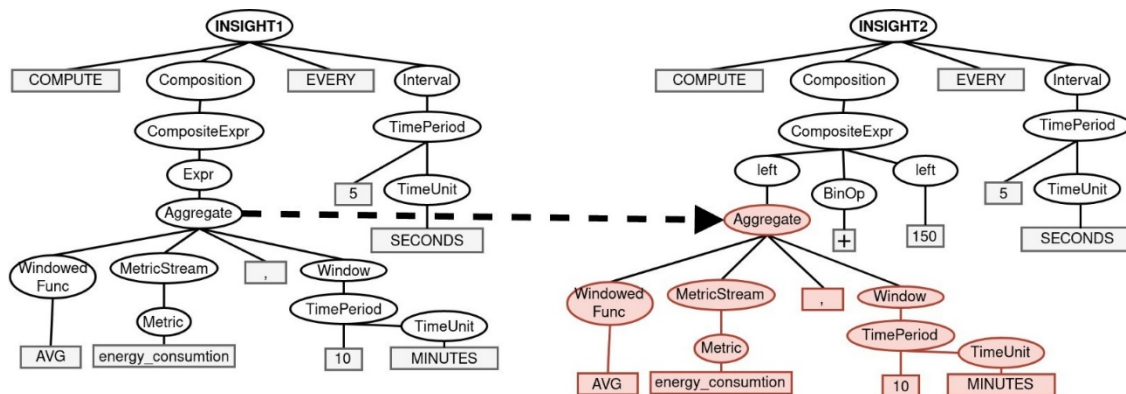 INSIGHT1
COMPUTE
Composition
EVERY
Interval
CompositeExpr
TimePeriod
Expr
5
TimeUnit
Aggregate
SECONDS
Windowed
Func
MetricStream
,
Window
TimePeriod
Metric
TimeUnit
AVG
energy_consumtion
10
MINUTES
INSIGHT2
COMPUTE
Composition
EVERY
Interval
CompositeExpr
TimePeriod
left
BinOp
left
5
TimeUnit
Aggregate
+
150
SECONDS
Windowed
Func
MetricStream
,
Window
TimePeriod
Metric
TimeUnit
AVG
energy_consumtion
10
MINUTES